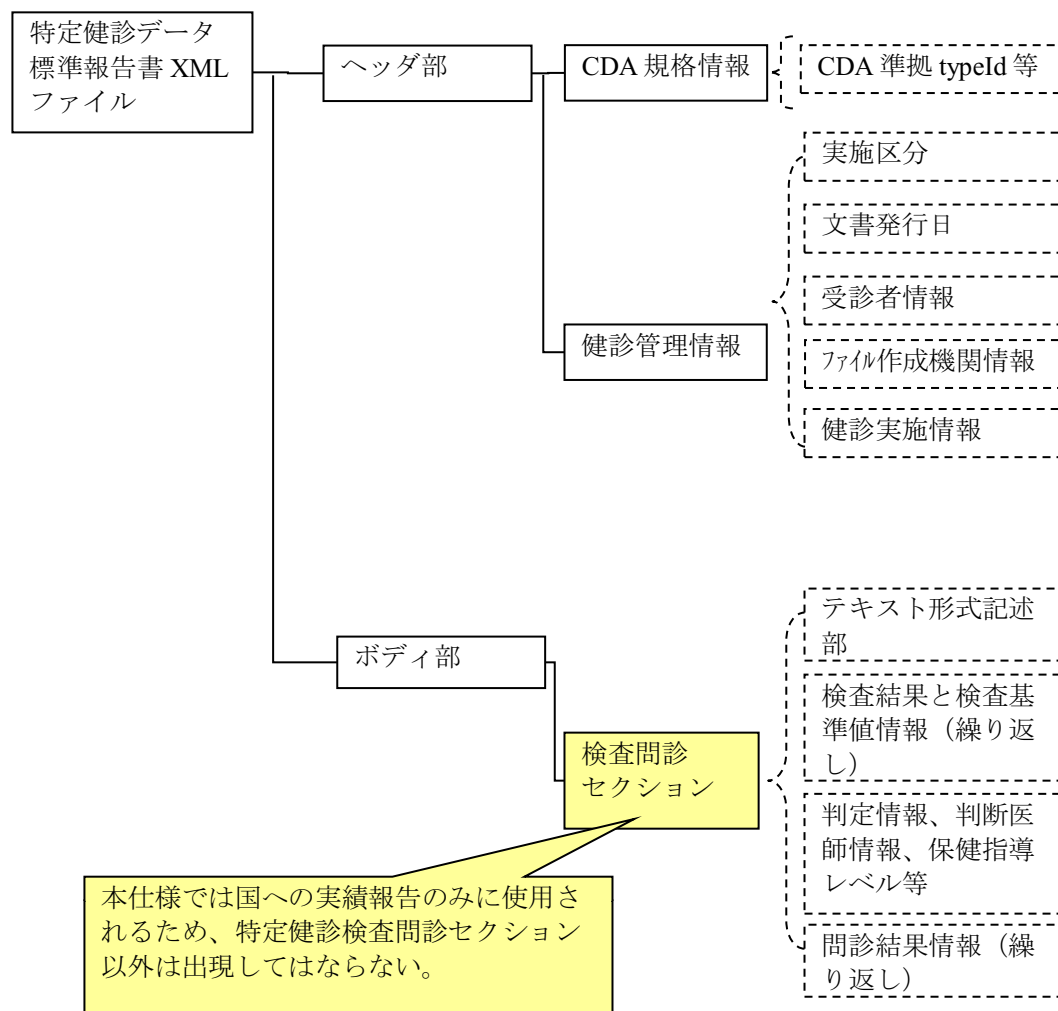 特定健診データ
標準報告書 XML
ファイル
ヘッダ部
CDA 規格情報
CDA 準拠 typeId 等
実施区分
文書発行日
受診者情報
ﾌｧｲﾙ作成機関情報
健診管理情報
健診実施情報
ボディ部
テキスト形式記述
部
検査結果と検査基
準値情報（繰り返
し）
検査問診
セクション
判定情報、判断医
師情報、保健指導
レベル等
問診結果情報（繰
り返し）
本仕様では国への実績報告のみに使用さ
れるため、特定健診検査問診セクション
以外は出現してはならない。